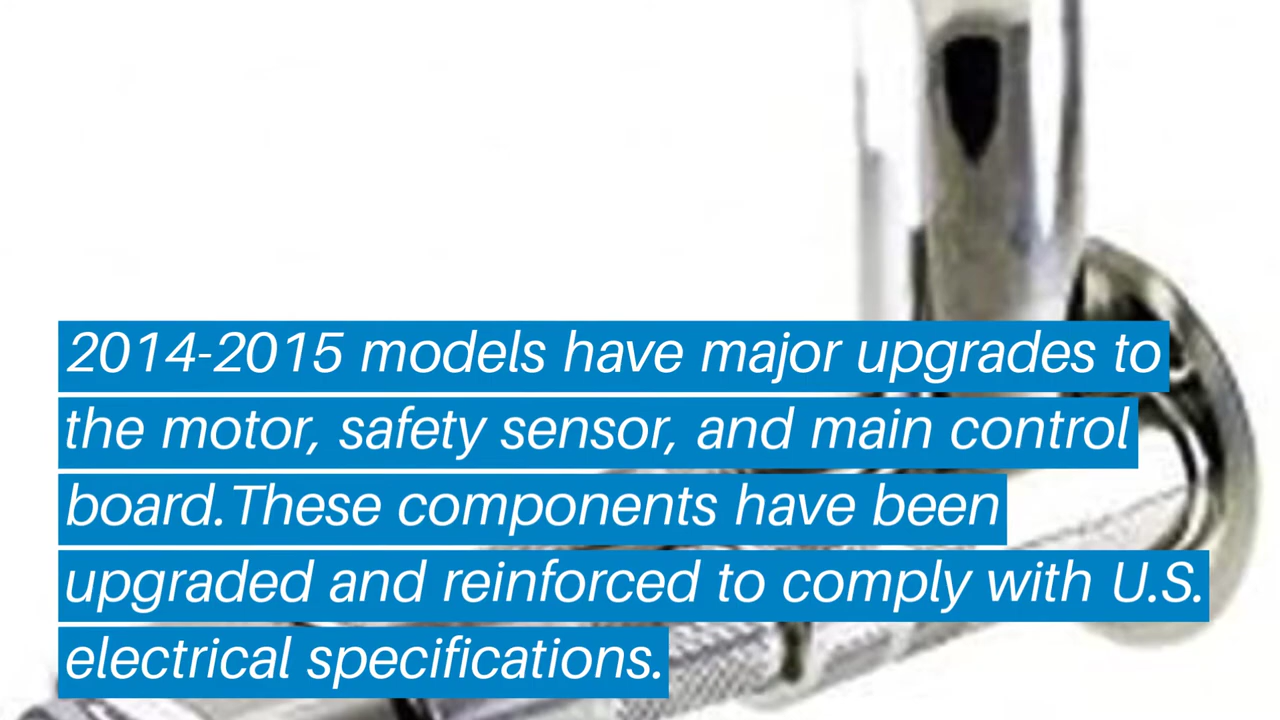 2014-2015 models have major upgrades to
the motor, safety sensor, and main control
board.These components have been
upgraded and reinforced to comply with U.S.
electrical specifications.